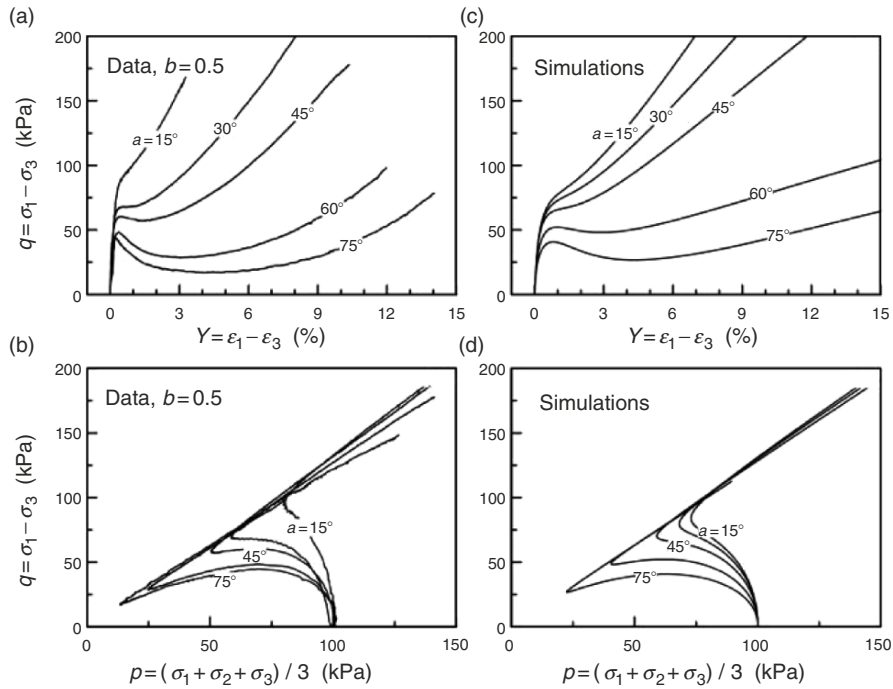 (a)
200
150
100
50
0
q = σ1 − σ3 (kPa)
Data, b = 0.5
a = 15°
30°
45°
60°
75°
0 3 6 9 12 15
Y = ε1 − ε3 (%)
(c)
200
150
100
50
0
Simulations
a = 15°
30°
45°
60°
75°
0 3 6 9 12 15
Y = ε1 − ε3 (%)
(b)
200
150
100
50
0
q = σ1 − σ3 (kPa)
Data, b = 0.5
a = 15°
45°
75°
0 50 100 150
p = (σ1 + σ2 + σ3) / 3 (kPa)
(d)
200
150
100
50
0
Simulations
a = 15°
45°
75°
0 50 100 150
p = (σ1 + σ2 + σ3) / 3 (kPa)